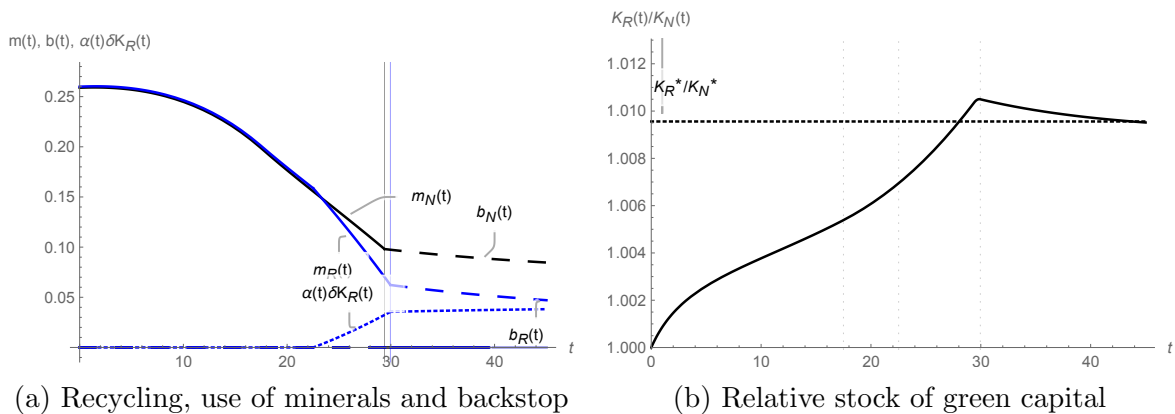 m(t), b(t), α(t)δK_R(t)
0.25
0.20
0.15
0.10
0.05
m_N(t)
b_N(t)
m_R(t)
α(t)δK_R(t)
b_R(t)
10
20
30
40
t
(a) Recycling, use of minerals and backstop
K_R(t)/K_N(t)
1.012
1.010
1.008
1.006
1.004
1.002
1.000
K_R*/K_N*
0
10
20
30
40
t
(b) Relative stock of green capital